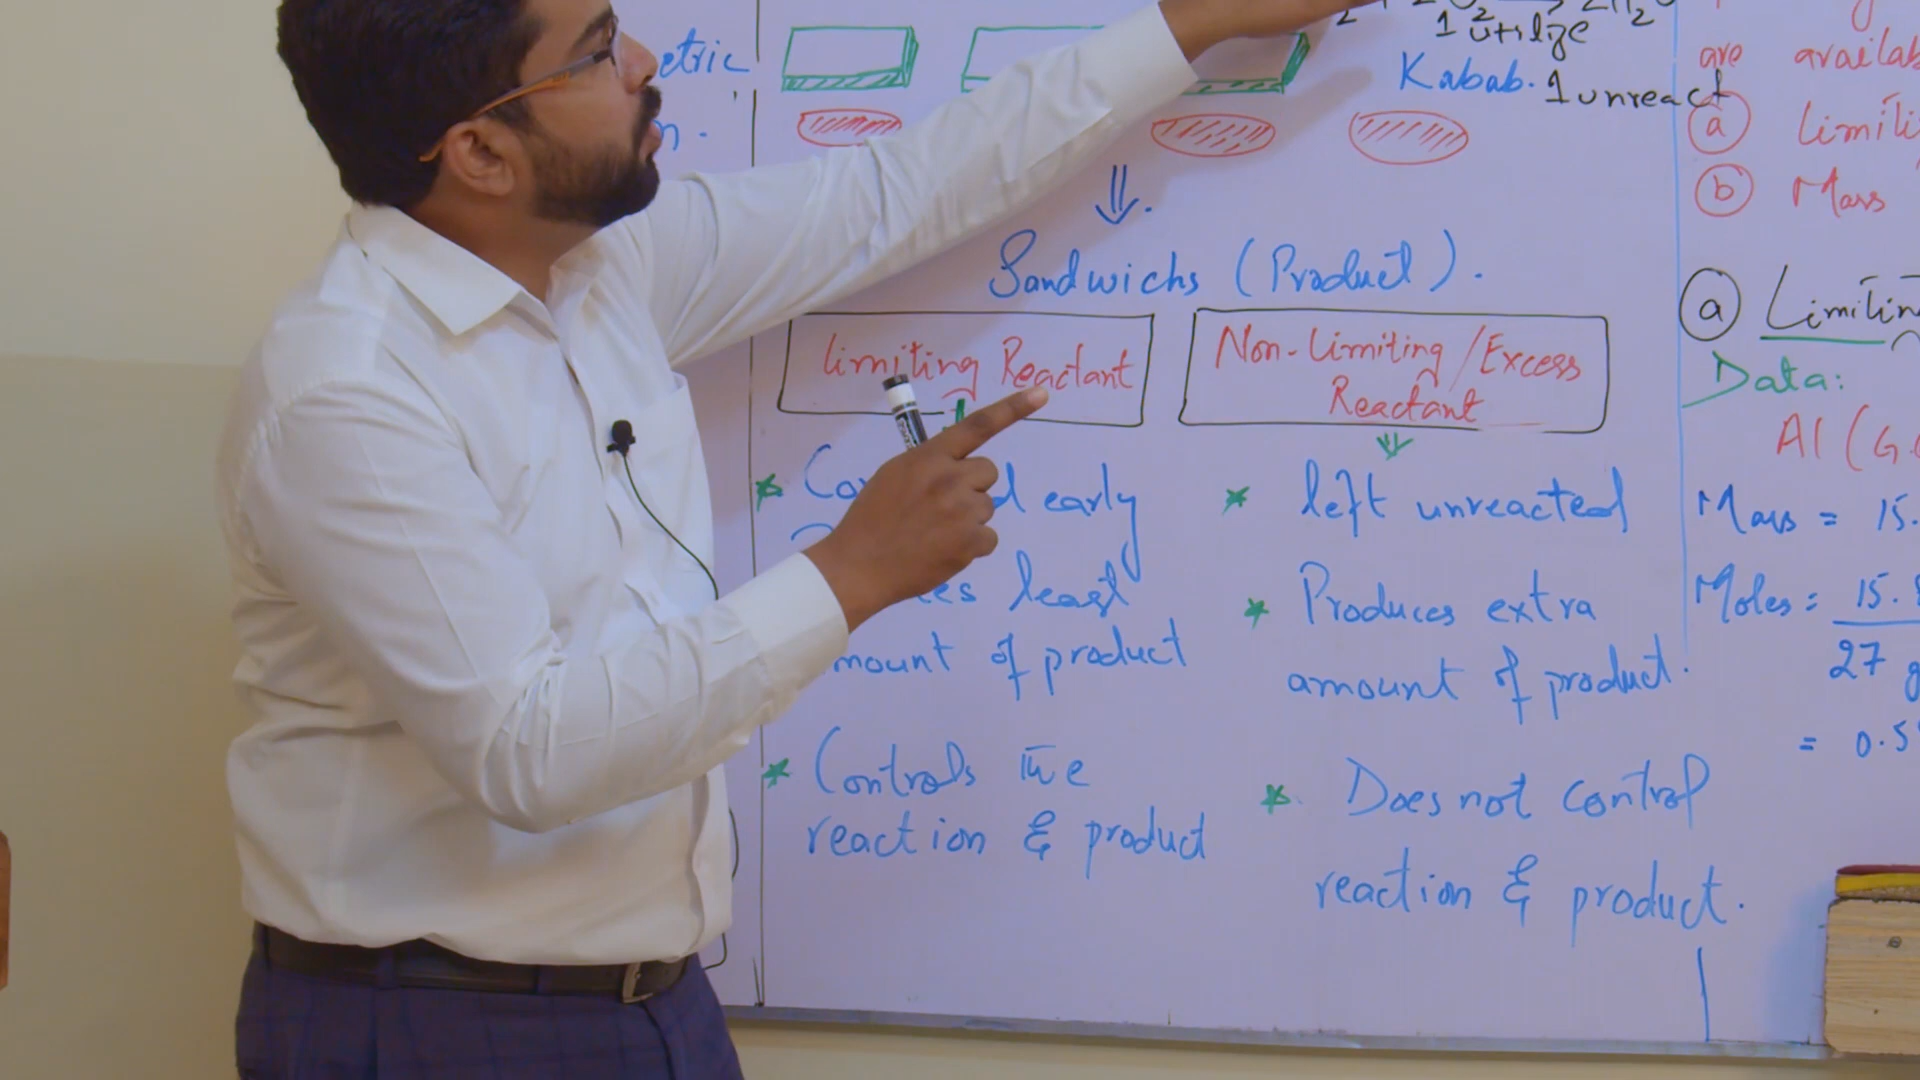 etric
n.
1 utilize
Kabab. 1 unreact
Sandwichs (Product).
limiting Reactant
Non-limiting/Excess
Reactant
early
least
mount of product
Controls the
reaction & product
left unreacted
Produces extra
amount of product.
Does not control
reaction & product.
are availab
a limiti
b Mass
a Limitin
Data:
Al (G.
Mass = 15.
Moles = 15.
27 g
= 0.5